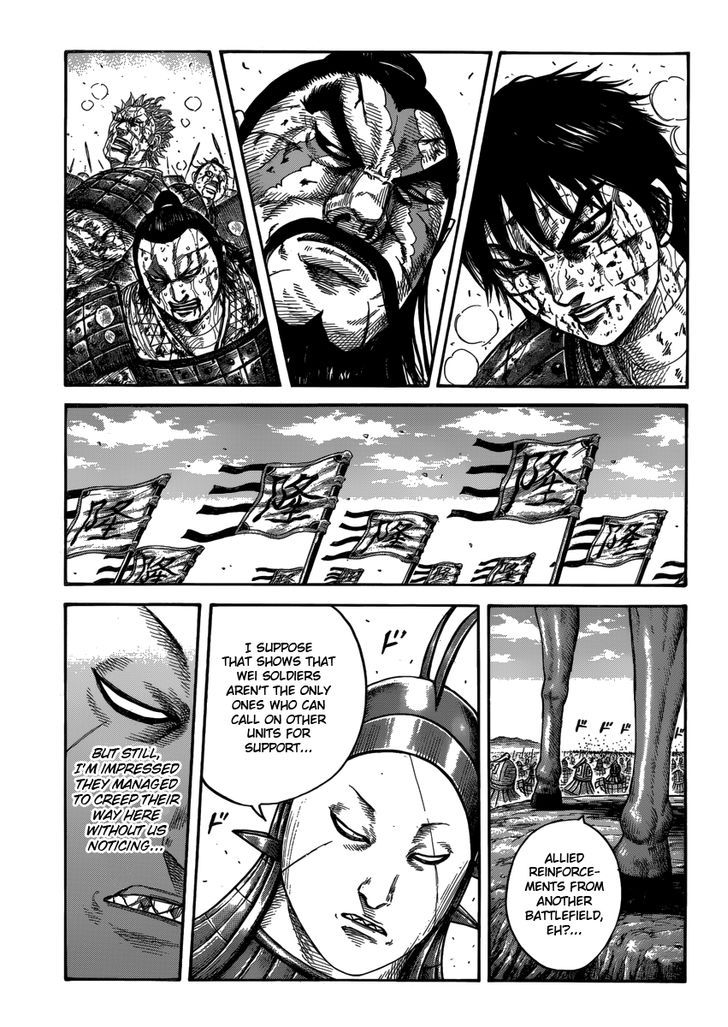 隆
隆
隆
隆
隆
隆
隆
隆
ド
ド
ド
ALLIED
REINFORCE-
MENTS FROM
ANOTHER
BATTLEFIELD,
EH?...
ド
I SUPPOSE
THAT SHOWS THAT
WEI SOLDIERS
AREN'T THE ONLY
ONES WHO CAN
CALL ON OTHER
UNITS FOR
SUPPORT...
ド
BUT STILL,
I'M IMPRESSED
THEY MANAGED
TO CREEP THEIR
WAY HERE
WITHOUT US
NOTICING...